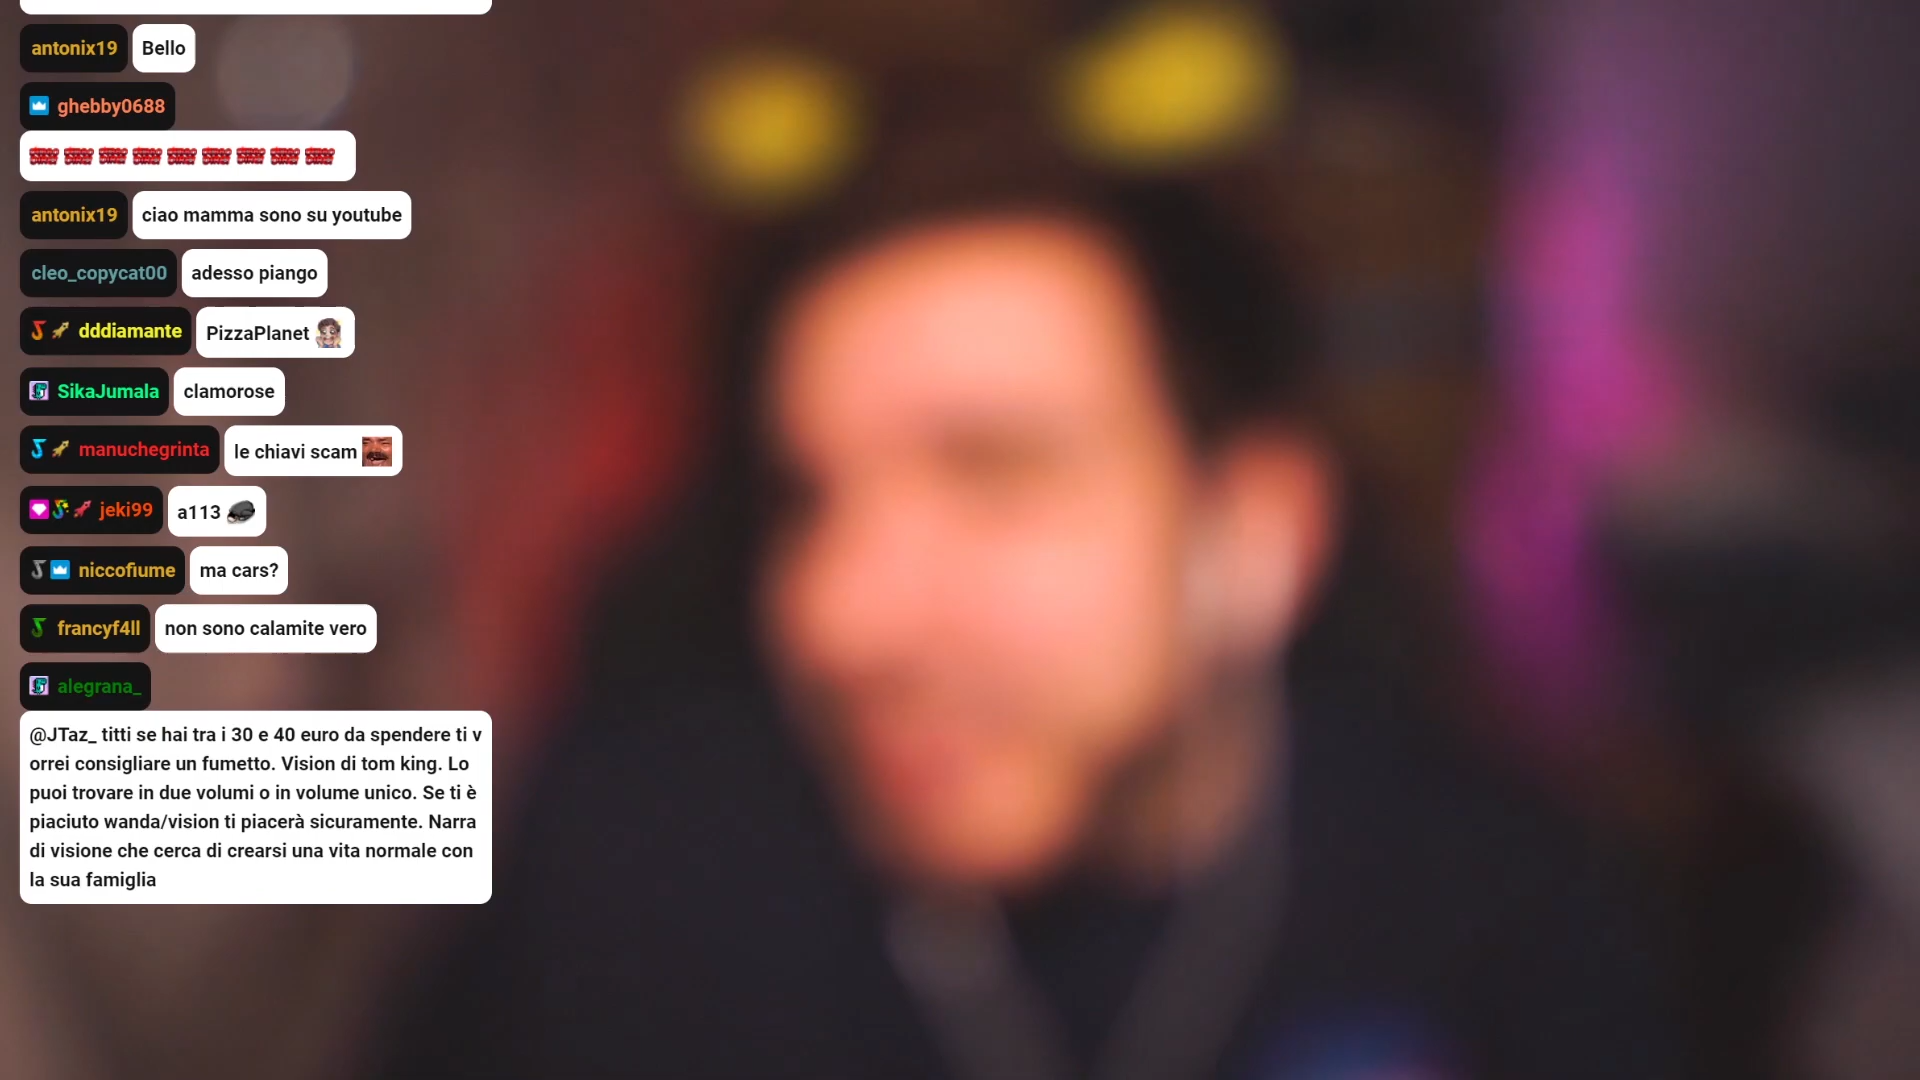 antonix19 Bello
ghebby0688
antonix19 ciao mamma sono su youtube
cleo_copycat00 adesso piango
dddiamante PizzaPlanet
SikaJumala clamorose
manuchegrinta le chiavi scam
jeki99 a113
niccofiume ma cars?
francyf4ll non sono calamite vero
alegrana_
@JTaz_ titti se hai tra i 30 e 40 euro da spendere ti v
orrei consigliare un fumetto. Vision di tom king. Lo
puoi trovare in due volumi o in volume unico. Se ti è
piaciuto wanda/vision ti piacerà sicuramente. Narra
di visione che cerca di crearsi una vita normale con
la sua famiglia